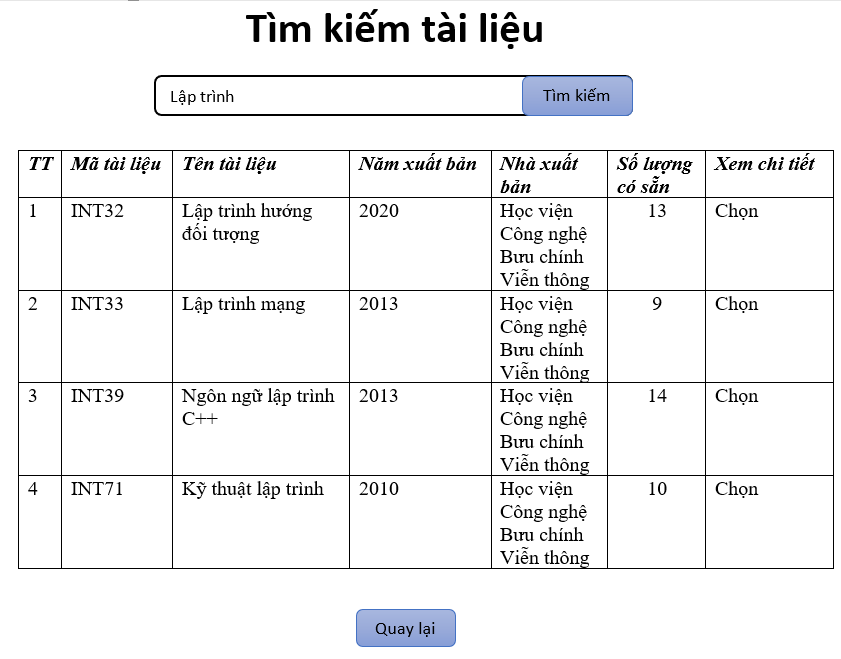 Tìm kiếm tài liệu
Lập trình
Tìm kiếm
TT Mã tài liệu Tên tài liệu Năm xuất bản Nhà xuất Số lượng Xem chi tiết
bản có sẵn
1 INT32 Lập trình hướng 2020 Học viện 13 Chọn
đối tượng Công nghệ
Bưu chính
Viễn thông
2 INT33 Lập trình mạng 2013 Học viện 9 Chọn
Công nghệ
Bưu chính
Viễn thông
3 INT39 Ngôn ngữ lập trình 2013 Học viện 14 Chọn
C++ Công nghệ
Bưu chính
Viễn thông
4 INT71 Kỹ thuật lập trình 2010 Học viện 10 Chọn
Công nghệ
Bưu chính
Viễn thông
Quay lại